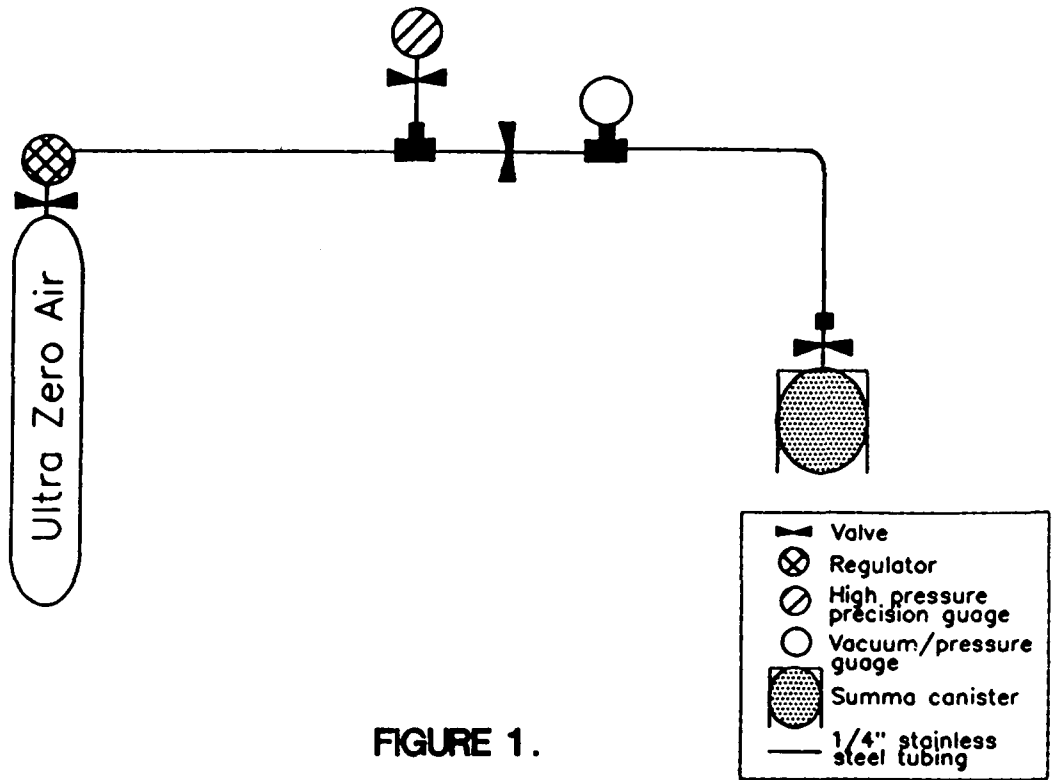 Ultra Zero Air
Valve
Regulator
High pressure
precision guage
Vacuum/pressure
guage
Summa canister
1/4" stainless
steel tubing
FIGURE 1.